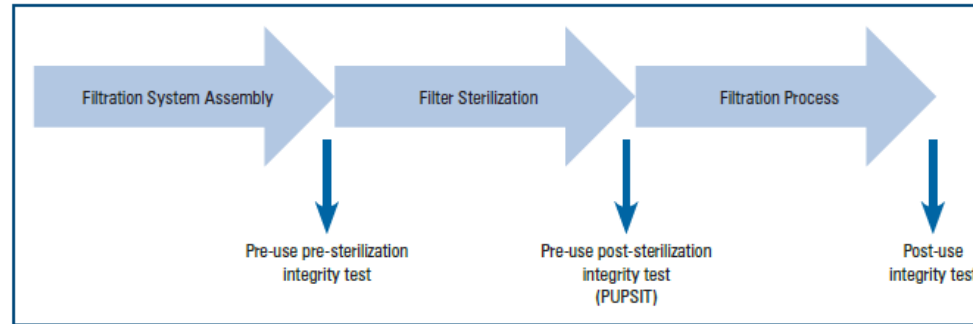 Filtration System Assembly
Filter Sterilization
Filtration Process
Pre-use pre-sterilization
integrity test
Pre-use post-sterilization
integrity test
(PUPSIT)
Post-use
integrity test